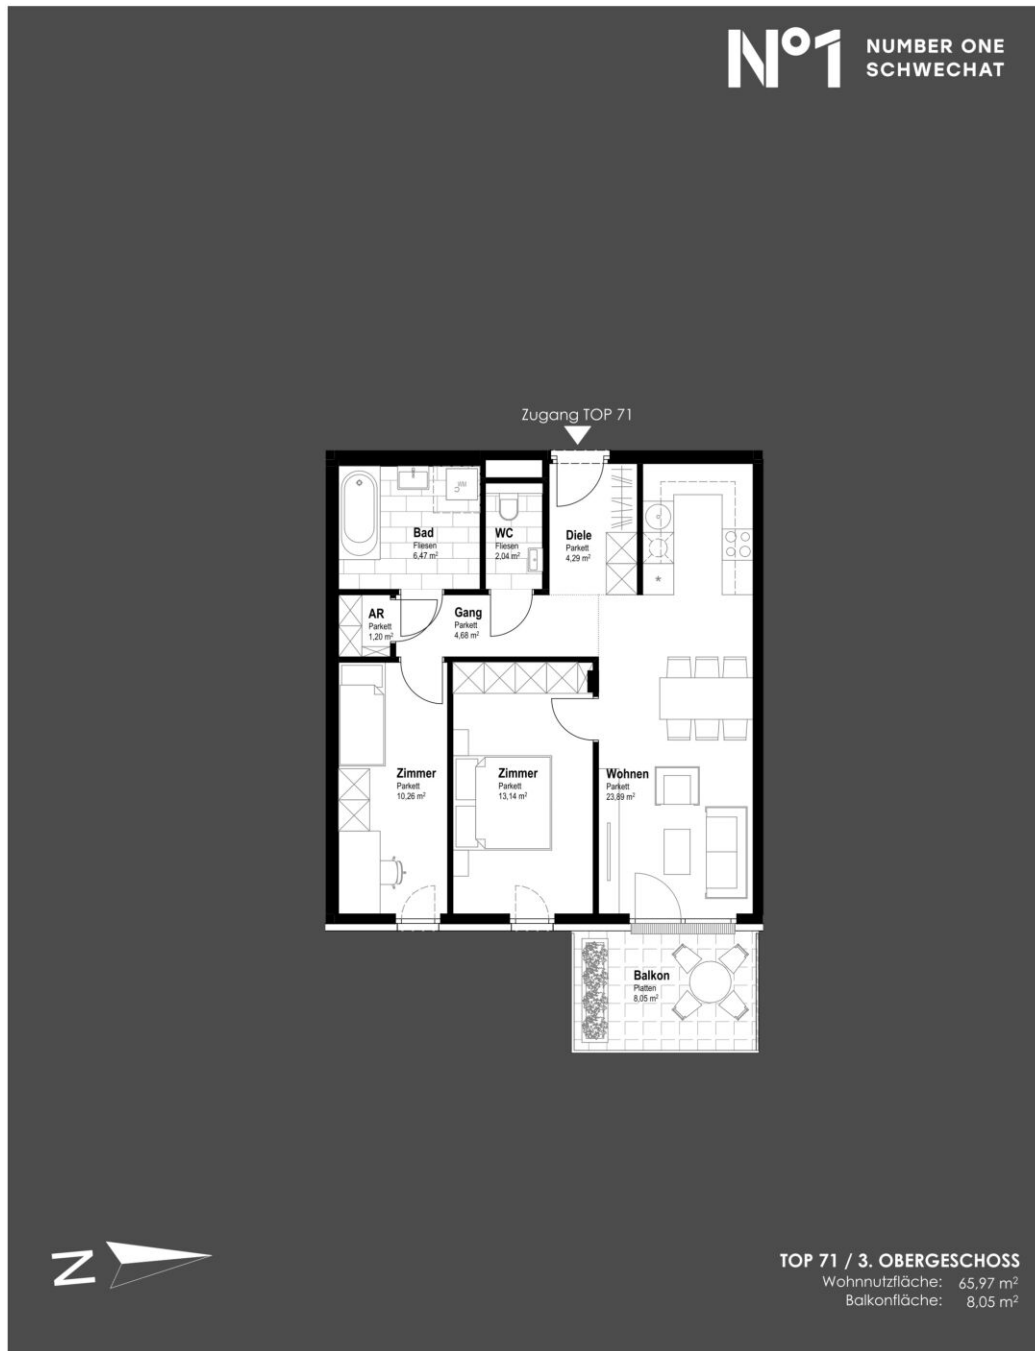 Nº1 NUMBER ONE
SCHWECHAT
Zugang TOP 71
Bad
Fliesen
6,47 m²
WC
Fliesen
2,04 m²
Diele
Parkett
4,29 m²
AR
Parkett
1,20 m²
Gang
Parkett
4,68 m²
Zimmer
Parkett
10,26 m²
Zimmer
Parkett
13,14 m²
Wohnen
Parkett
23,89 m²
Balkon
Platten
8,05 m²
N
TOP 71 / 3. OBERGESCHOSS
Wohnnutzfläche: 65,97 m²
Balkonfläche: 8,05 m²